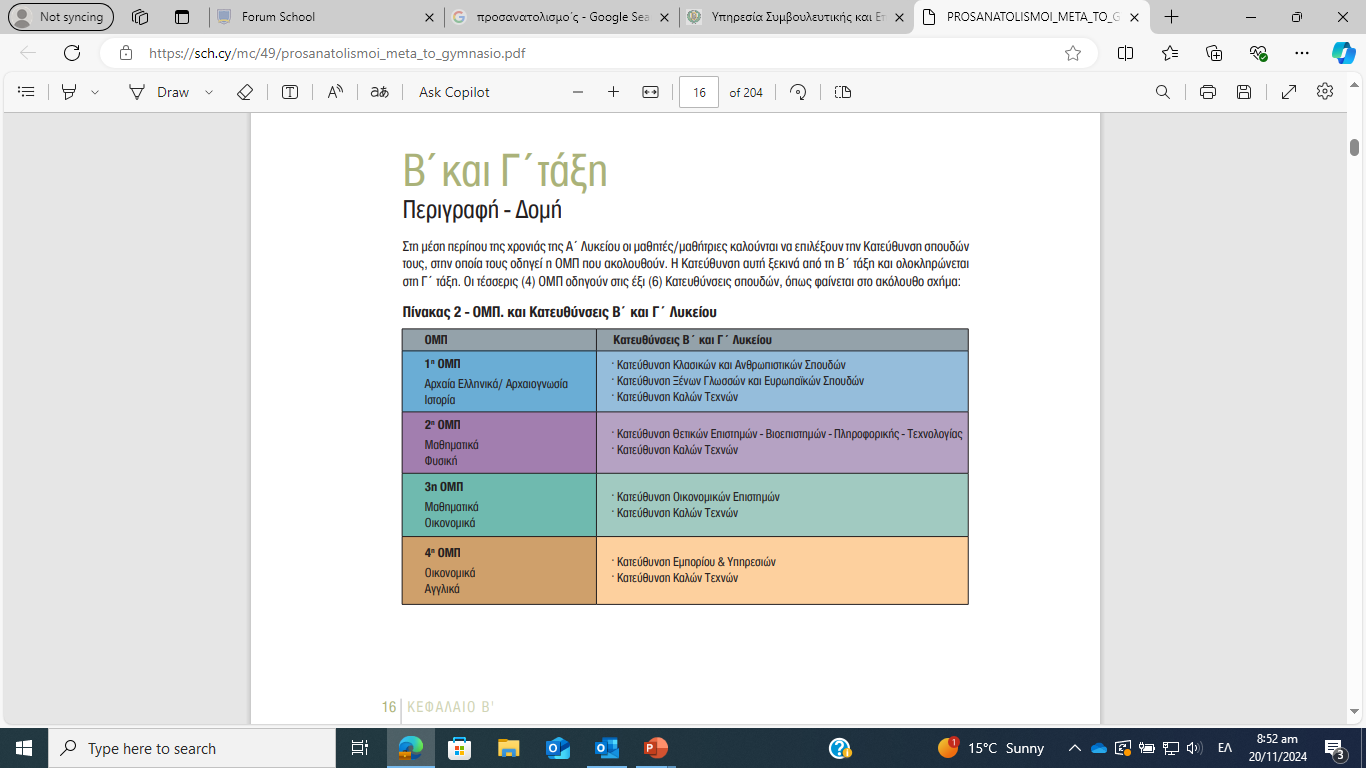 Not syncing
Forum School
προσανατολισμο΄ς - Google Sea
Υπηρεσία Συμβουλευτικής και Επ
PROSANATOLISMOI_META_TO_G
https://sch.cy/mc/49/prosanatolismoi_meta_to_gymnasio.pdf
Draw
aあ
Ask Copilot
16 of 204
Β΄ και Γ΄ τάξη
Περιγραφή - Δομή
Στη μέση περίπου της χρονιάς της Α΄ Λυκείου οι μαθητές/μαθήτριες καλούνται να επιλέξουν την Κατεύθυνση σπουδών
τους, στην οποία τους οδηγεί η ΟΜΠ που ακολουθούν. Η Κατεύθυνση αυτή ξεκινά από τη Β΄ τάξη και ολοκληρώνεται
στη Γ΄ τάξη. Οι τέσσερις (4) ΟΜΠ οδηγούν στις έξι (6) Κατευθύνσεις σπουδών, όπως φαίνεται στο ακόλουθο σχήμα:
Πίνακας 2 - ΟΜΠ. και Κατευθύνσεις Β΄ και Γ΄ Λυκείου
ΟΜΠ
Κατευθύνσεις Β΄ και Γ΄ Λυκείου
1η ΟΜΠ
Αρχαία Ελληνικά/ Αρχαιογνωσία
Ιστορία
· Κατεύθυνση Κλασικών και Ανθρωπιστικών Σπουδών
· Κατεύθυνση Ξένων Γλωσσών και Ευρωπαϊκών Σπουδών
· Κατεύθυνση Καλών Τεχνών
2η ΟΜΠ
Μαθηματικά
Φυσική
· Κατεύθυνση Θετικών Επιστημών - Βιοεπιστημών - Πληροφορικής - Τεχνολογίας
· Κατεύθυνση Καλών Τεχνών
3η ΟΜΠ
Μαθηματικά
Οικονομικά
· Κατεύθυνση Οικονομικών Επιστημών
· Κατεύθυνση Καλών Τεχνών
4η ΟΜΠ
Οικονομικά
Αγγλικά
· Κατεύθυνση Εμπορίου & Υπηρεσιών
· Κατεύθυνση Καλών Τεχνών
16 ΚΕΦΑΛΑΙΟ Β'
Type here to search
1
15°C Sunny
ΕΛ
8:52 am
20/11/2024
3